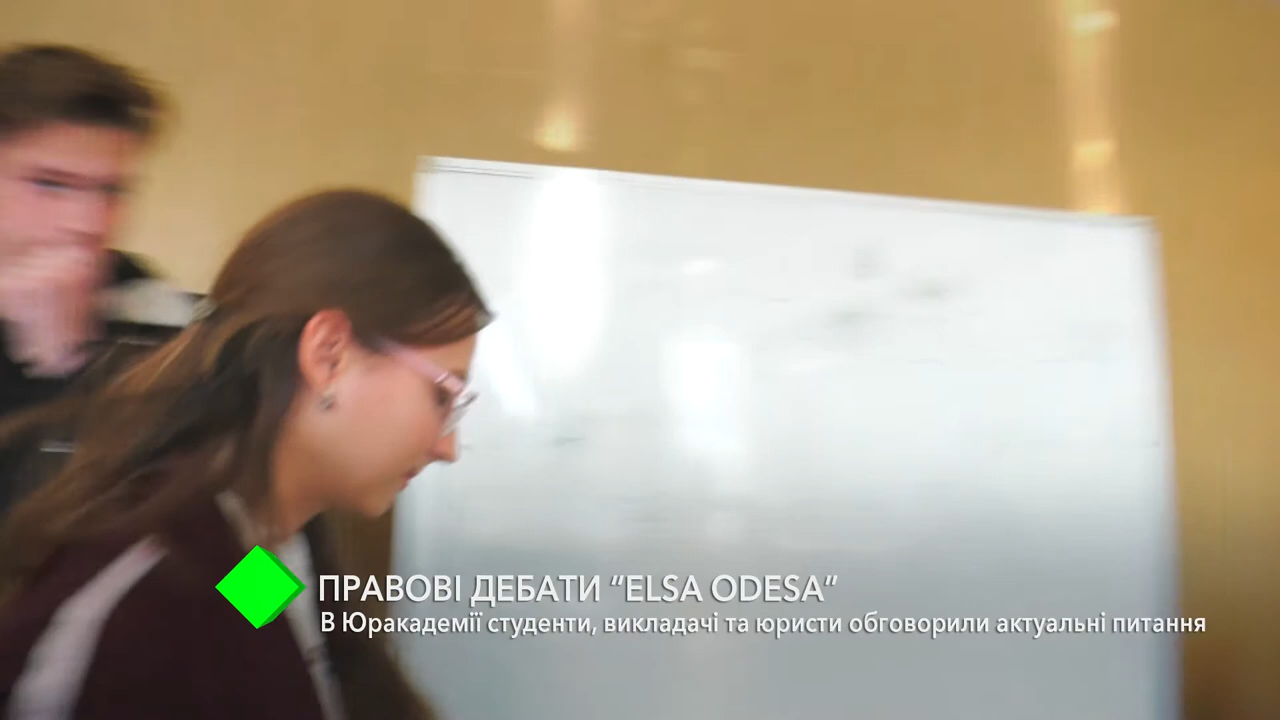 ПРАВОВІ ДЕБАТИ “ELSA ODESA”
В Юракадемії студенти, викладачі та юристи обговорили актуальні питання